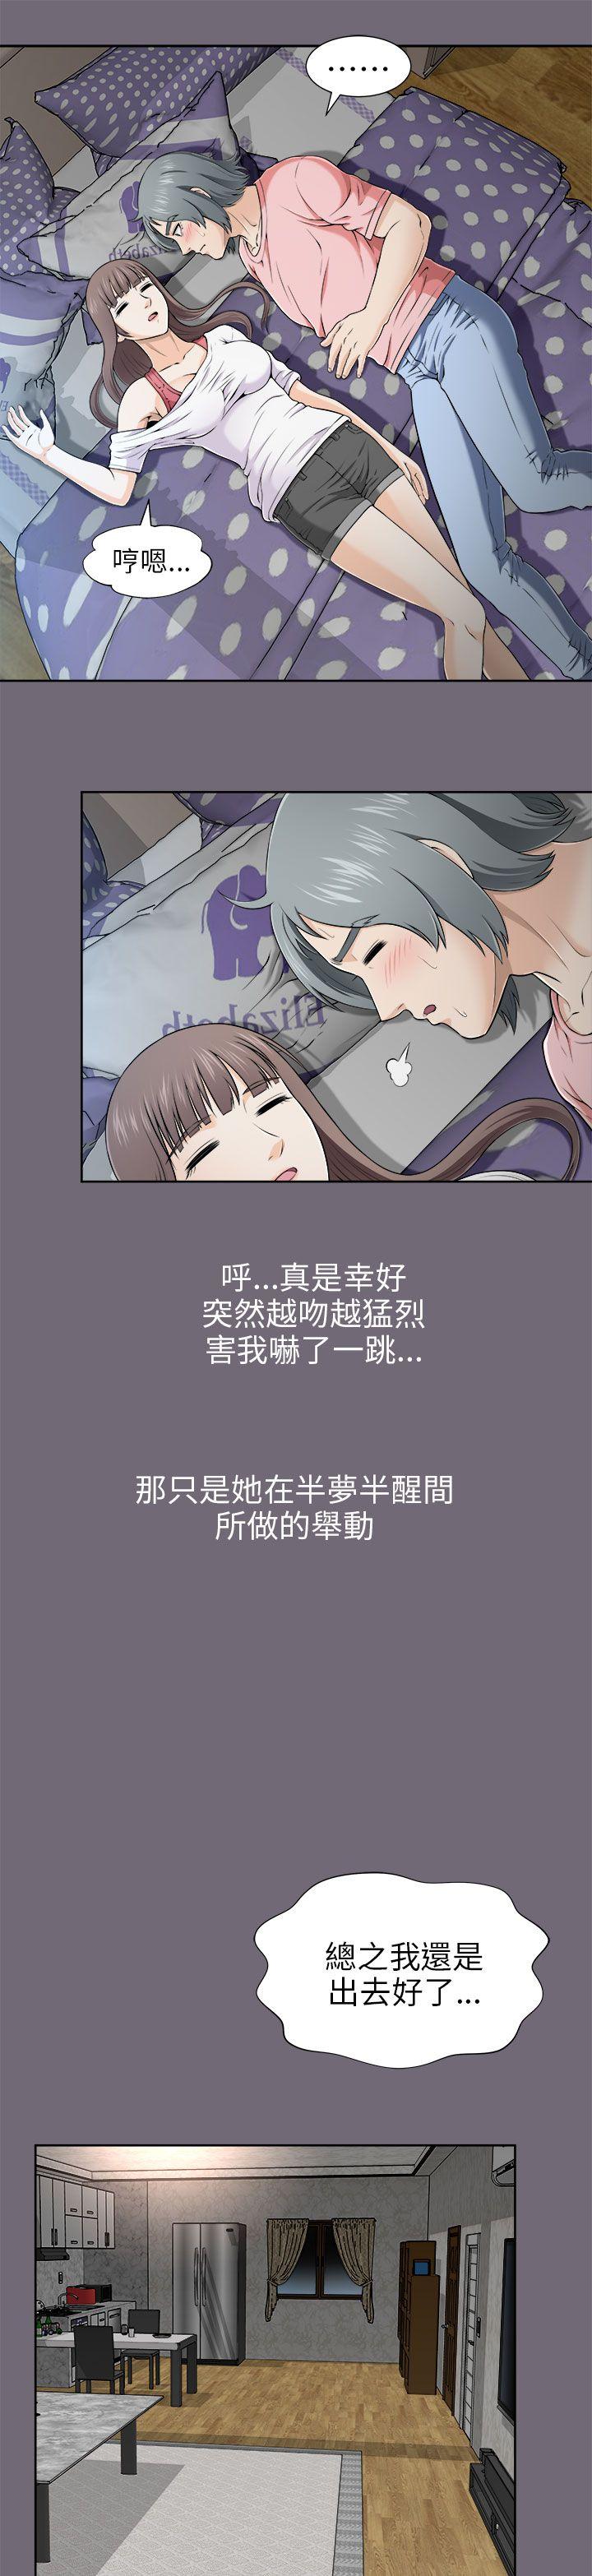 ……
Elizabeth
哼嗯...
Elizabeth
呼...真是幸好
突然越吻越猛烈
害我嚇了一跳...
那只是她在半夢半醒間
所做的舉動
總之我還是
出去好了...